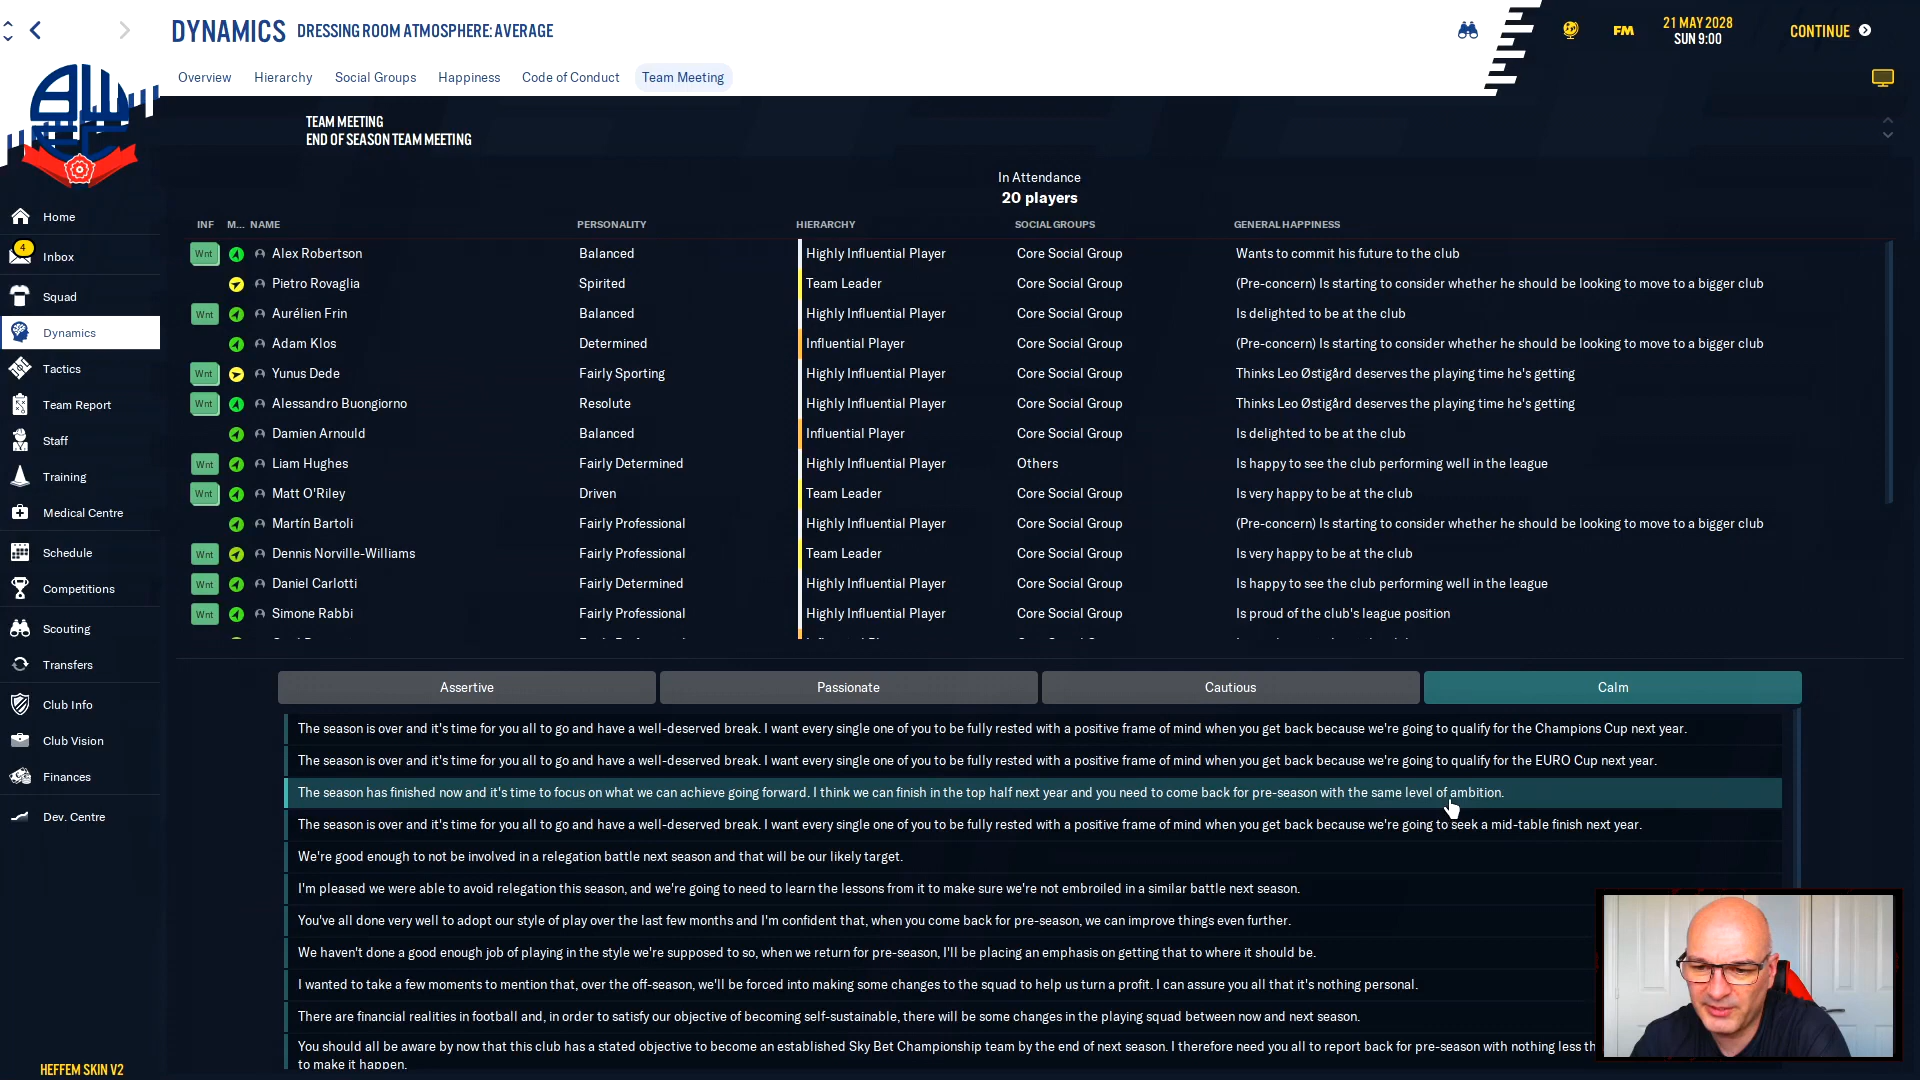 DYNAMICS DRESSING ROOM ATMOSPHERE: AVERAGE
FM
21 MAY 2028
SUN 9:00
CONTINUE
Overview Hierarchy Social Groups Happiness Code of Conduct Team Meeting
TEAM MEETING
END OF SEASON TEAM MEETING
In Attendance
20 players
Home
4
Inbox
Squad
Dynamics
Tactics
Team Report
Staff
Training
Medical Centre
Schedule
Competitions
Scouting
Transfers
Club Info
Club Vision
Finances
Dev. Centre
HEFFEM SKIN V2
INF M... NAME PERSONALITY HIERARCHY SOCIAL GROUPS GENERAL HAPPINESS
Wnt Alex Robertson Balanced Highly Influential Player Core Social Group Wants to commit his future to the club
Pietro Rovaglia Spirited Team Leader Core Social Group (Pre-concern) Is starting to consider whether he should be looking to move to a bigger club
Wnt Aurélien Frin Balanced Highly Influential Player Core Social Group Is delighted to be at the club
Adam Klos Determined Influential Player Core Social Group (Pre-concern) Is starting to consider whether he should be looking to move to a bigger club
Wnt Yunus Dede Fairly Sporting Highly Influential Player Core Social Group Thinks Leo Østigård deserves the playing time he's getting
Wnt Alessandro Buongiorno Resolute Highly Influential Player Core Social Group Thinks Leo Østigård deserves the playing time he's getting
Damien Arnould Balanced Influential Player Core Social Group Is delighted to be at the club
Wnt Liam Hughes Fairly Determined Highly Influential Player Others Is happy to see the club performing well in the league
Wnt Matt O'Riley Driven Team Leader Core Social Group Is very happy to be at the club
Martín Bartoli Fairly Professional Highly Influential Player Core Social Group (Pre-concern) Is starting to consider whether he should be looking to move to a bigger club
Wnt Dennis Norville-Williams Fairly Professional Team Leader Core Social Group Is very happy to be at the club
Wnt Daniel Carlotti Fairly Determined Highly Influential Player Core Social Group Is happy to see the club performing well in the league
Wnt Simone Rabbi Fairly Professional Highly Influential Player Core Social Group Is proud of the club's league position
Assertive Passionate Cautious Calm
The season is over and it's time for you all to go and have a well-deserved break. I want every single one of you to be fully rested with a positive frame of mind when you get back because we're going to qualify for the Champions Cup next year.
The season is over and it's time for you all to go and have a well-deserved break. I want every single one of you to be fully rested with a positive frame of mind when you get back because we're going to qualify for the EURO Cup next year.
The season has finished now and it's time to focus on what we can achieve going forward. I think we can finish in the top half next year and you need to come back for pre-season with the same level of ambition.
The season is over and it's time for you all to go and have a well-deserved break. I want every single one of you to be fully rested with a positive frame of mind when you get back because we're going to seek a mid-table finish next year.
We're good enough to not be involved in a relegation battle next season and that will be our likely target.
I'm pleased we were able to avoid relegation this season, and we're going to need to learn the lessons from it to make sure we're not embroiled in a similar battle next season.
You've all done very well to adopt our style of play over the last few months and I'm confident that, when you come back for pre-season, we can improve things even further.
We haven't done a good enough job of playing in the style we're supposed to so, when we return for pre-season, I'll be placing an emphasis on getting that to where it should be.
I wanted to take a few moments to mention that, over the off-season, we'll be forced into making some changes to the squad to help us turn a profit. I can assure you all that it's nothing personal.
There are financial realities in football and, in order to satisfy our objective of becoming self-sustainable, there will be some changes in the playing squad between now and next season.
You should all be aware by now that this club has a stated objective to become an established Sky Bet Championship team by the end of next season. I therefore need you all to report back for pre-season with nothing less th
to make it happen.